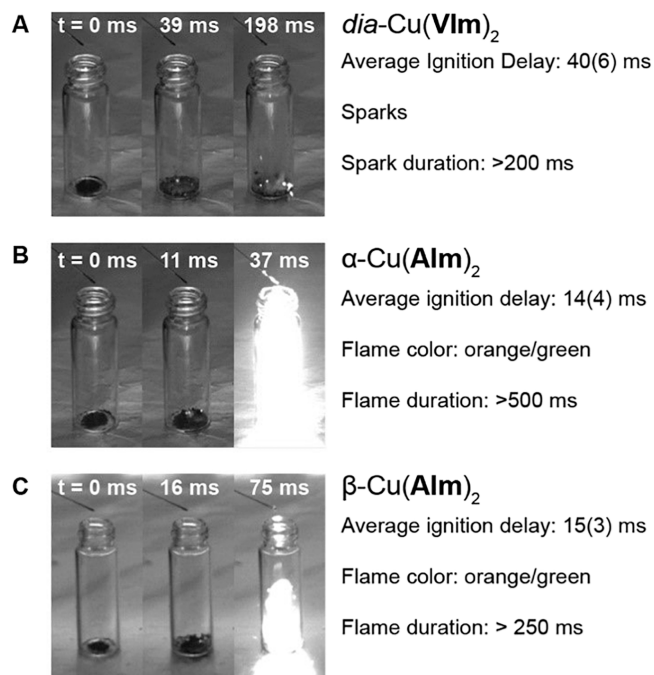 A
t = 0 ms
39 ms
198 ms
dia-Cu(VIm)2
Average Ignition Delay: 40(6) ms
Sparks
Spark duration: >200 ms
B
t = 0 ms
11 ms
37 ms
α-Cu(AIm)2
Average ignition delay: 14(4) ms
Flame color: orange/green
Flame duration: >500 ms
C
t = 0 ms
16 ms
75 ms
β-Cu(AIm)2
Average ignition delay: 15(3) ms
Flame color: orange/green
Flame duration: > 250 ms